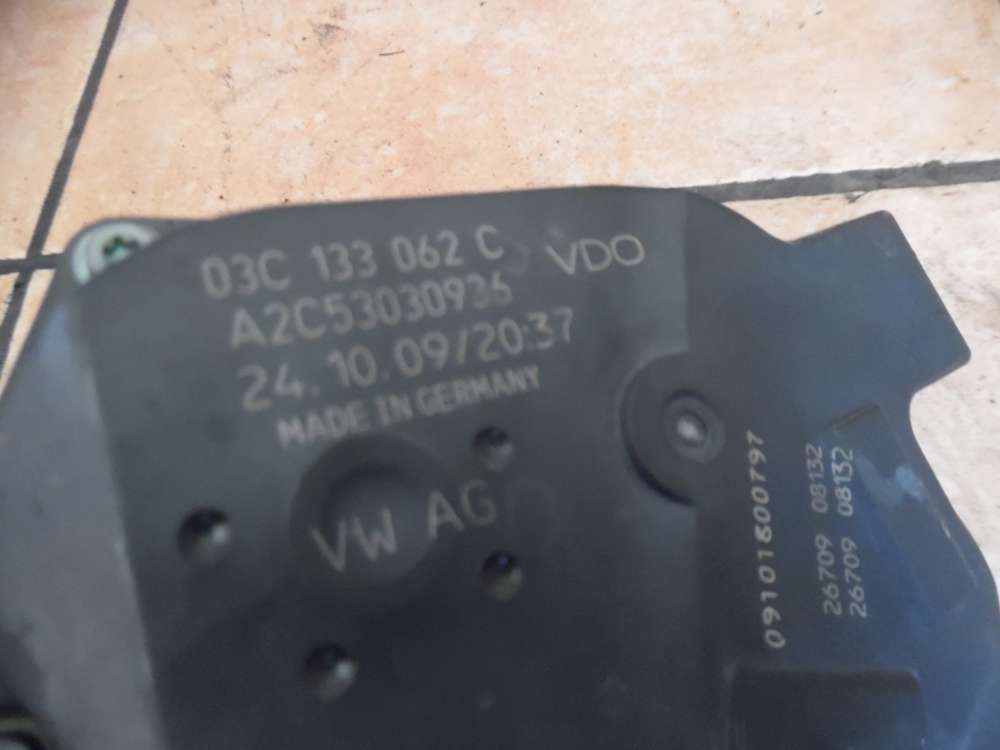 03C 133 062 C VDO
A2C53030936
24.10.09/20:37
MADE IN GERMANY
VW AG
09101600797
26709 08132
26709 08132